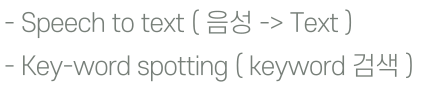 - Speech to text ( 음성 -> Text )
- Key-word spotting ( keyword 검색 )